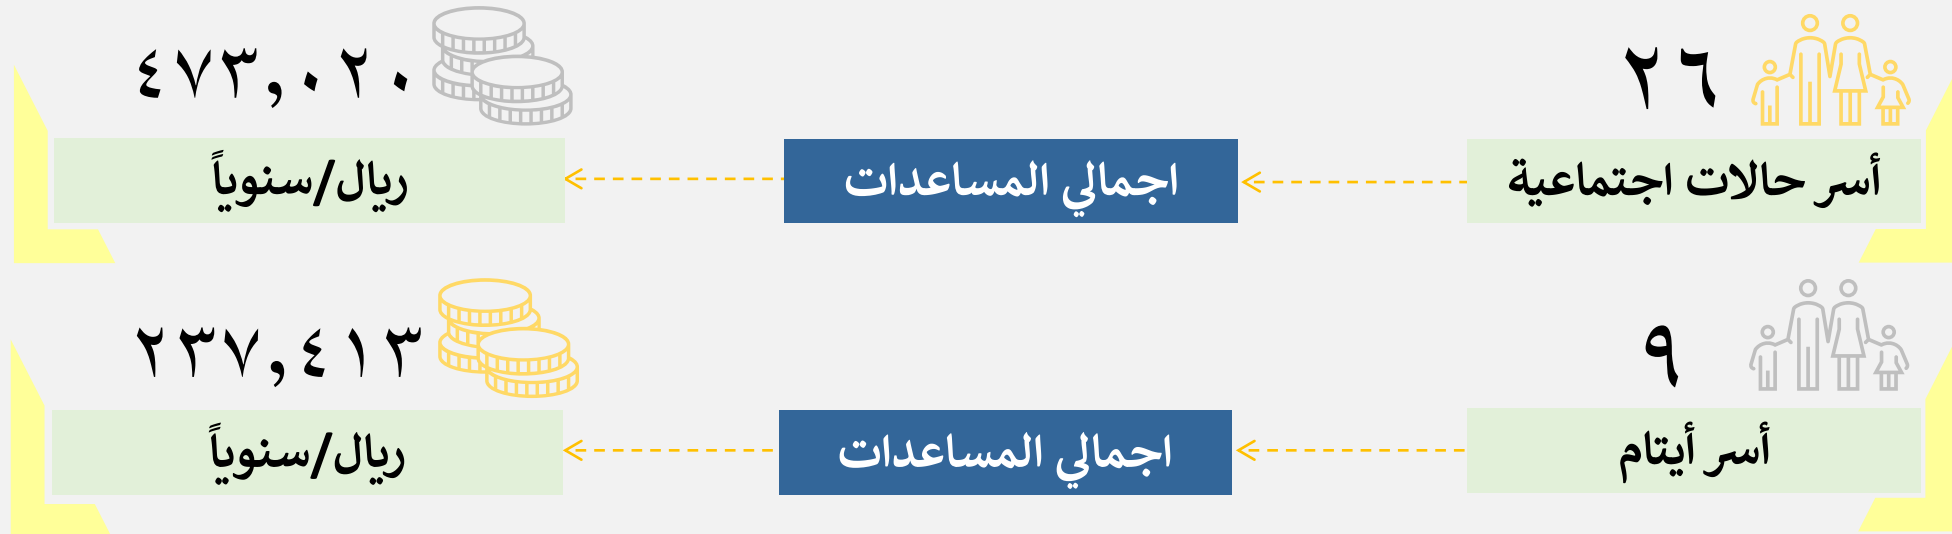 ٢٦
٤٧٣,٠٢٠
أسر حالات اجتماعية
اجمالي المساعدات
ريال/سنوياً
٩
٢٣٧,٤١٣
أسر أيتام
اجمالي المساعدات
ريال/سنوياً